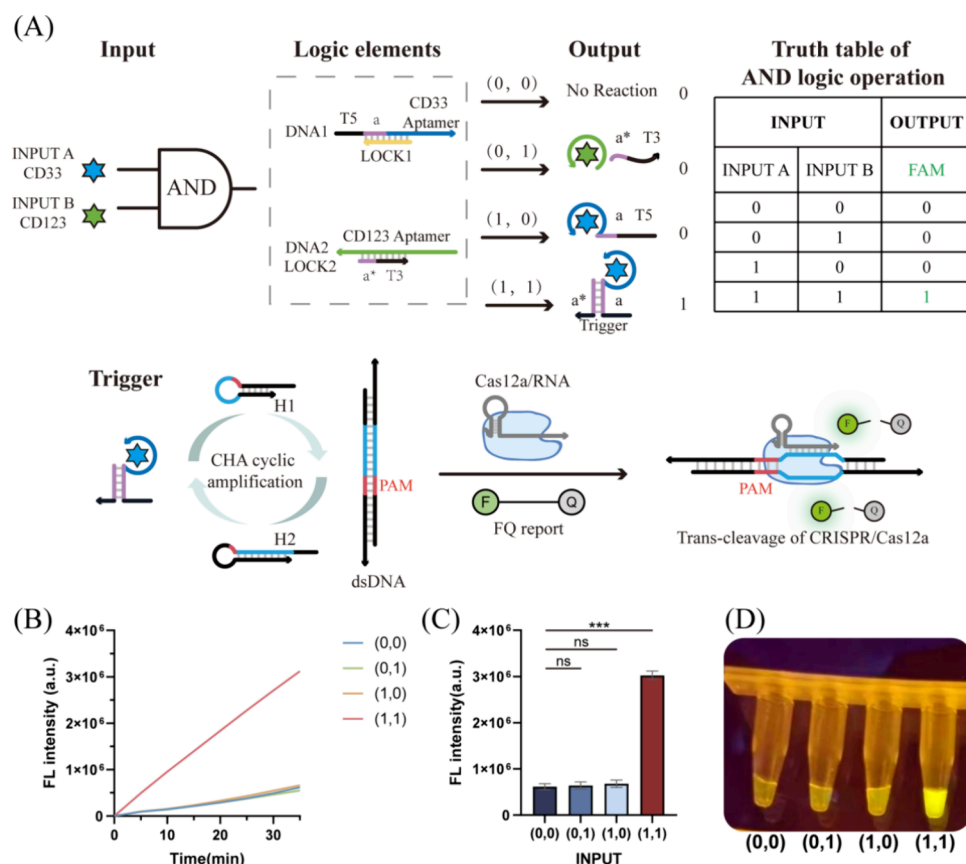 (A)
Input
Logic elements
Output
Truth table of
AND logic operation
INPUT A
CD33
INPUT B
CD123
AND
DNA1
T5
a
CD33
Aptamer
LOCK1
DNA2
LOCK2
CD123 Aptamer
a* T3
(0, 0)
No Reaction
0
(0, 1)
a* T3
0
(1, 0)
a T5
0
(1, 1)
a* a
Trigger
1
INPUT OUTPUT
INPUT A INPUT B FAM
0 0 0
0 1 0
1 0 0
1 1 1
Trigger
H1
CHA cyclic
amplification
H2
PAM
dsDNA
Cas12a/RNA
F Q
FQ report
F Q
PAM
F Q
Trans-cleavage of CRISPR/Cas12a
(B)
FL intensity (a.u.)
4×10⁶
3×10⁶
2×10⁶
1×10⁶
0
0 10 20 30
Time(min)
(0,0)
(0,1)
(1,0)
(1,1)
(C)
FL intensity(a.u.)
4×10⁶
3×10⁶
2×10⁶
1×10⁶
0
***
ns
ns
(0,0) (0,1) (1,0) (1,1)
INPUT
(D)
(0,0) (0,1) (1,0) (1,1)